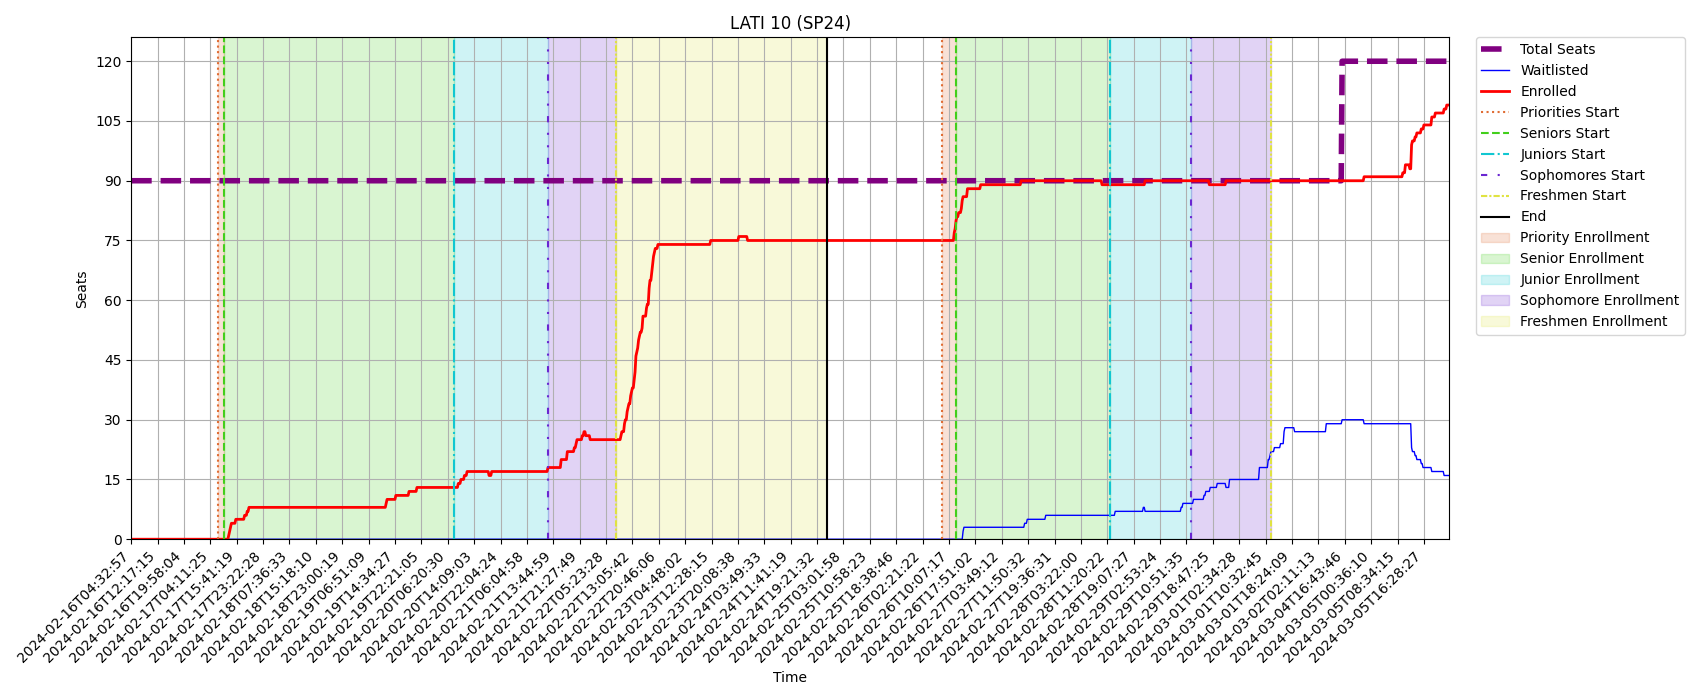 LATI 10 (SP24)
Seats
120
105
90
75
60
45
30
15
0
2024-02-16T04:32:57
2024-02-16T12:17:15
2024-02-16T19:58:04
2024-02-17T04:11:25
2024-02-17T15:41:19
2024-02-17T23:22:28
2024-02-18T07:36:33
2024-02-18T15:18:10
2024-02-18T23:00:19
2024-02-19T06:51:09
2024-02-19T14:34:27
2024-02-19T22:21:05
2024-02-20T06:20:30
2024-02-20T14:09:03
2024-02-20T22:04:24
2024-02-21T06:04:58
2024-02-21T13:44:59
2024-02-21T21:27:49
2024-02-22T05:23:28
2024-02-22T13:05:42
2024-02-22T20:46:06
2024-02-23T04:48:02
2024-02-23T12:28:15
2024-02-23T20:08:38
2024-02-24T03:49:33
2024-02-24T11:41:19
2024-02-24T19:21:32
2024-02-25T03:01:58
2024-02-25T10:58:23
2024-02-25T18:38:46
2024-02-26T02:21:22
2024-02-26T10:07:17
2024-02-26T17:51:02
2024-02-27T03:49:12
2024-02-27T11:50:32
2024-02-27T19:36:31
2024-02-28T03:22:00
2024-02-28T11:20:22
2024-02-28T19:07:27
2024-02-29T02:53:24
2024-02-29T10:51:35
2024-02-29T18:47:25
2024-03-01T02:34:28
2024-03-01T10:32:45
2024-03-01T18:24:09
2024-03-02T02:11:13
2024-03-04T16:43:46
2024-03-05T00:36:10
2024-03-05T08:34:15
2024-03-05T16:28:27
Time
Total Seats
Waitlisted
Enrolled
Priorities Start
Seniors Start
Juniors Start
Sophomores Start
Freshmen Start
End
Priority Enrollment
Senior Enrollment
Junior Enrollment
Sophomore Enrollment
Freshmen Enrollment